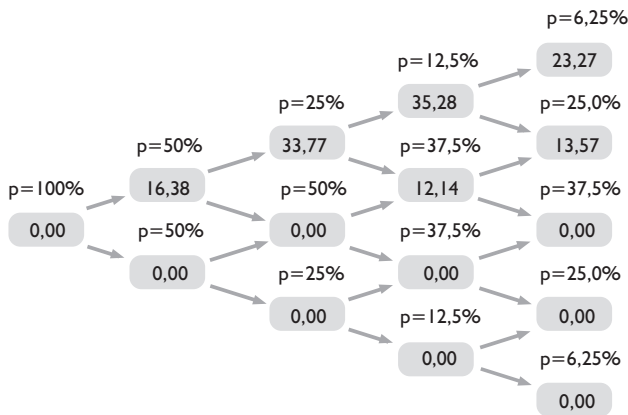 p=100%
0,00
p=50%
16,38
p=50%
0,00
p=25%
33,77
p=50%
0,00
p=25%
0,00
p=12,5%
35,28
p=37,5%
12,14
p=37,5%
0,00
p=12,5%
0,00
p=6,25%
23,27
p=25,0%
13,57
p=37,5%
0,00
p=25,0%
0,00
p=6,25%
0,00